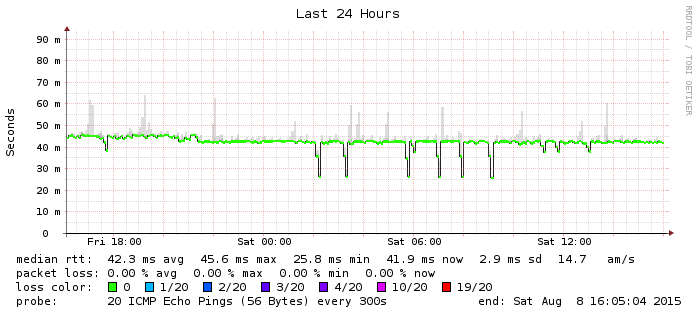 Last 24 Hours
RRDTOOL / TOBI OETIKER
Seconds
90 m
80 m
70 m
60 m
50 m
40 m
30 m
20 m
10 m
0
Fri 18:00 Sat 00:00 Sat 06:00 Sat 12:00
median rtt: 42.3 ms avg 45.6 ms max 25.8 ms min 41.9 ms now 2.9 ms sd 14.7 am/s
packet loss: 0.00 % avg 0.00 % max 0.00 % min 0.00 % now
loss color: 0 1/20 2/20 3/20 4/20 10/20 19/20
probe: 20 ICMP Echo Pings (56 Bytes) every 300s end: Sat Aug 8 16:05:04 2015